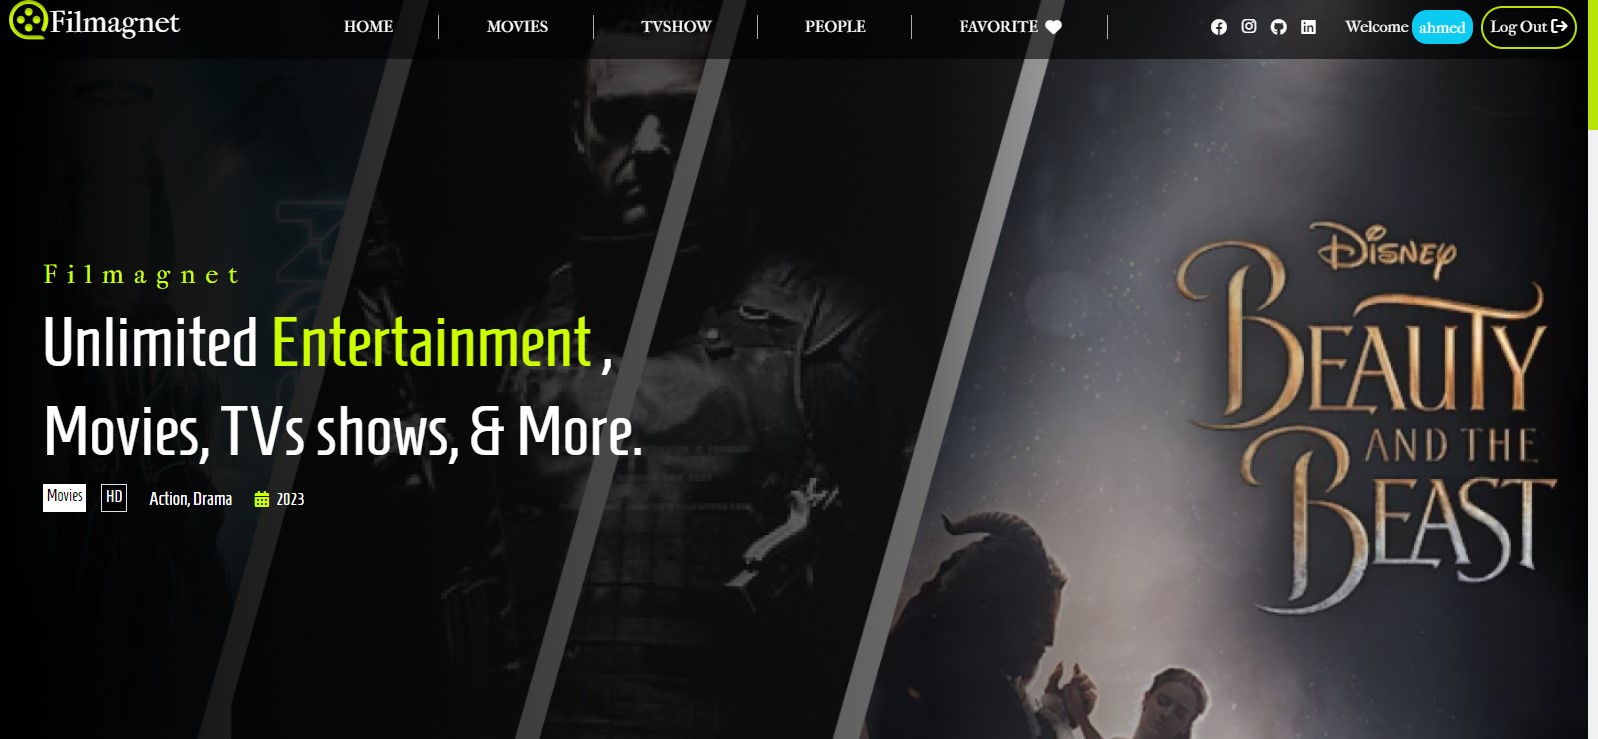 Filmagnet
HOME
MOVIES
TVSHOW
PEOPLE
FAVORITE
Welcome ahmed
Log Out
Filmagnet
Unlimited Entertainment ,
Movies, TVs shows, & More.
Movies HD Action, Drama 2023
DISNEY
BEAUTY
AND THE
BEAST